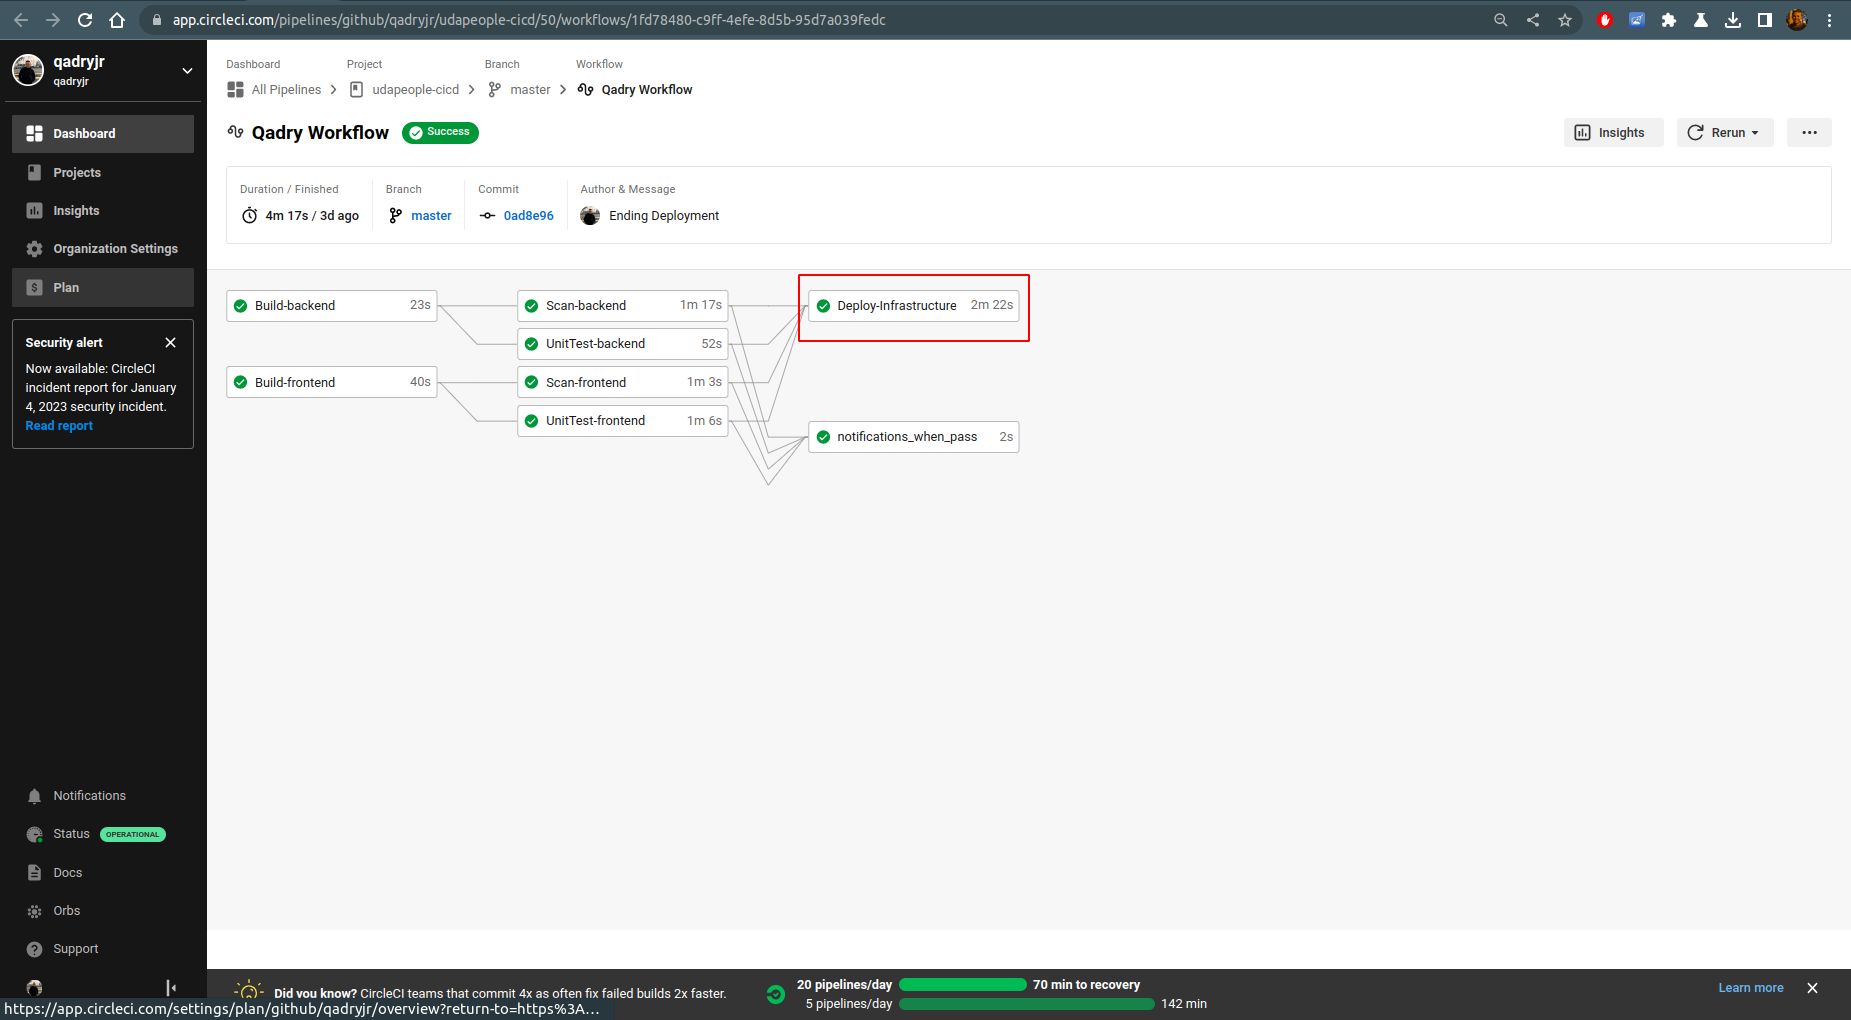 app.circleci.com/pipelines/github/qadryjr/udapeople-cicd/50/workflows/1fd78480-c9ff-4efe-8d5b-95d7a039fedc
qadryjr
qadryjr
Dashboard
Projects
Insights
Organization Settings
$ Plan
Security alert
Now available: CircleCI
incident report for January
4, 2023 security incident.
Read report
Notifications
Status OPERATIONAL
Docs
Orbs
Support
Dashboard Project Branch Workflow
All Pipelines udapeople-cicd master Qadry Workflow
Qadry Workflow Success
Insights Rerun
Duration / Finished Branch Commit Author & Message
4m 17s / 3d ago master 0ad8e96 Ending Deployment
Build-backend 23s Scan-backend 1m 17s Deploy-Infrastructure 2m 22s
UnitTest-backend 52s
Build-frontend 40s Scan-frontend 1m 3s
UnitTest-frontend 1m 6s
notifications_when_pass 2s
Did you know? CircleCI teams that commit 4x as often fix failed builds 2x faster.
20 pipelines/day 70 min to recovery
5 pipelines/day 142 min
Learn more
https://app.circleci.com/settings/plan/github/qadryjr/overview?return-to=https%3A...